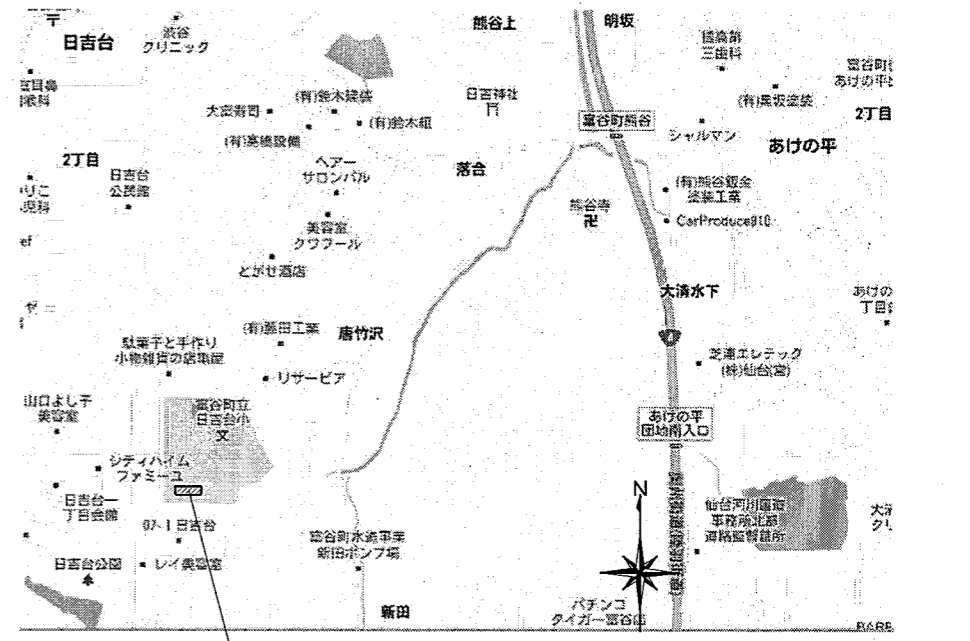 日吉台
渋谷
クリニック
熊谷上
明坂
三歯科
大宮寿司
(有)鈴木建築
(有)鈴木組
(有)高橋設備
日吉神社
富谷町熊谷
シャルマン
(有)黒坂塗装
2丁目
あけの平
2丁目
日吉台
公民館
ヘアー
サロンパル
落合
熊谷寺
卍
(有)熊谷鈑金
塗装工業
CarProduce910
美容室
クワフール
とがせ酒店
大清水下
あけの
丁目
(有)藤田工業
唐竹沢
駄菓子と手作り
小物雑貨の店亀屋
リサービア
芝浦エレテック
(株)仙台(営)
山口よし子
美容室
富谷町立
日吉台小
文
あけの平
団地南入口
シティハイム
ファミーユ
日吉台一
丁目会館
07-1日吉台
N
仙台河川国道
事務所北部
道路監督官詰所
富谷町水道事業
新田ポンプ場
日吉台公園
レイ美容室
新田
パチンコ
タイガー富谷店